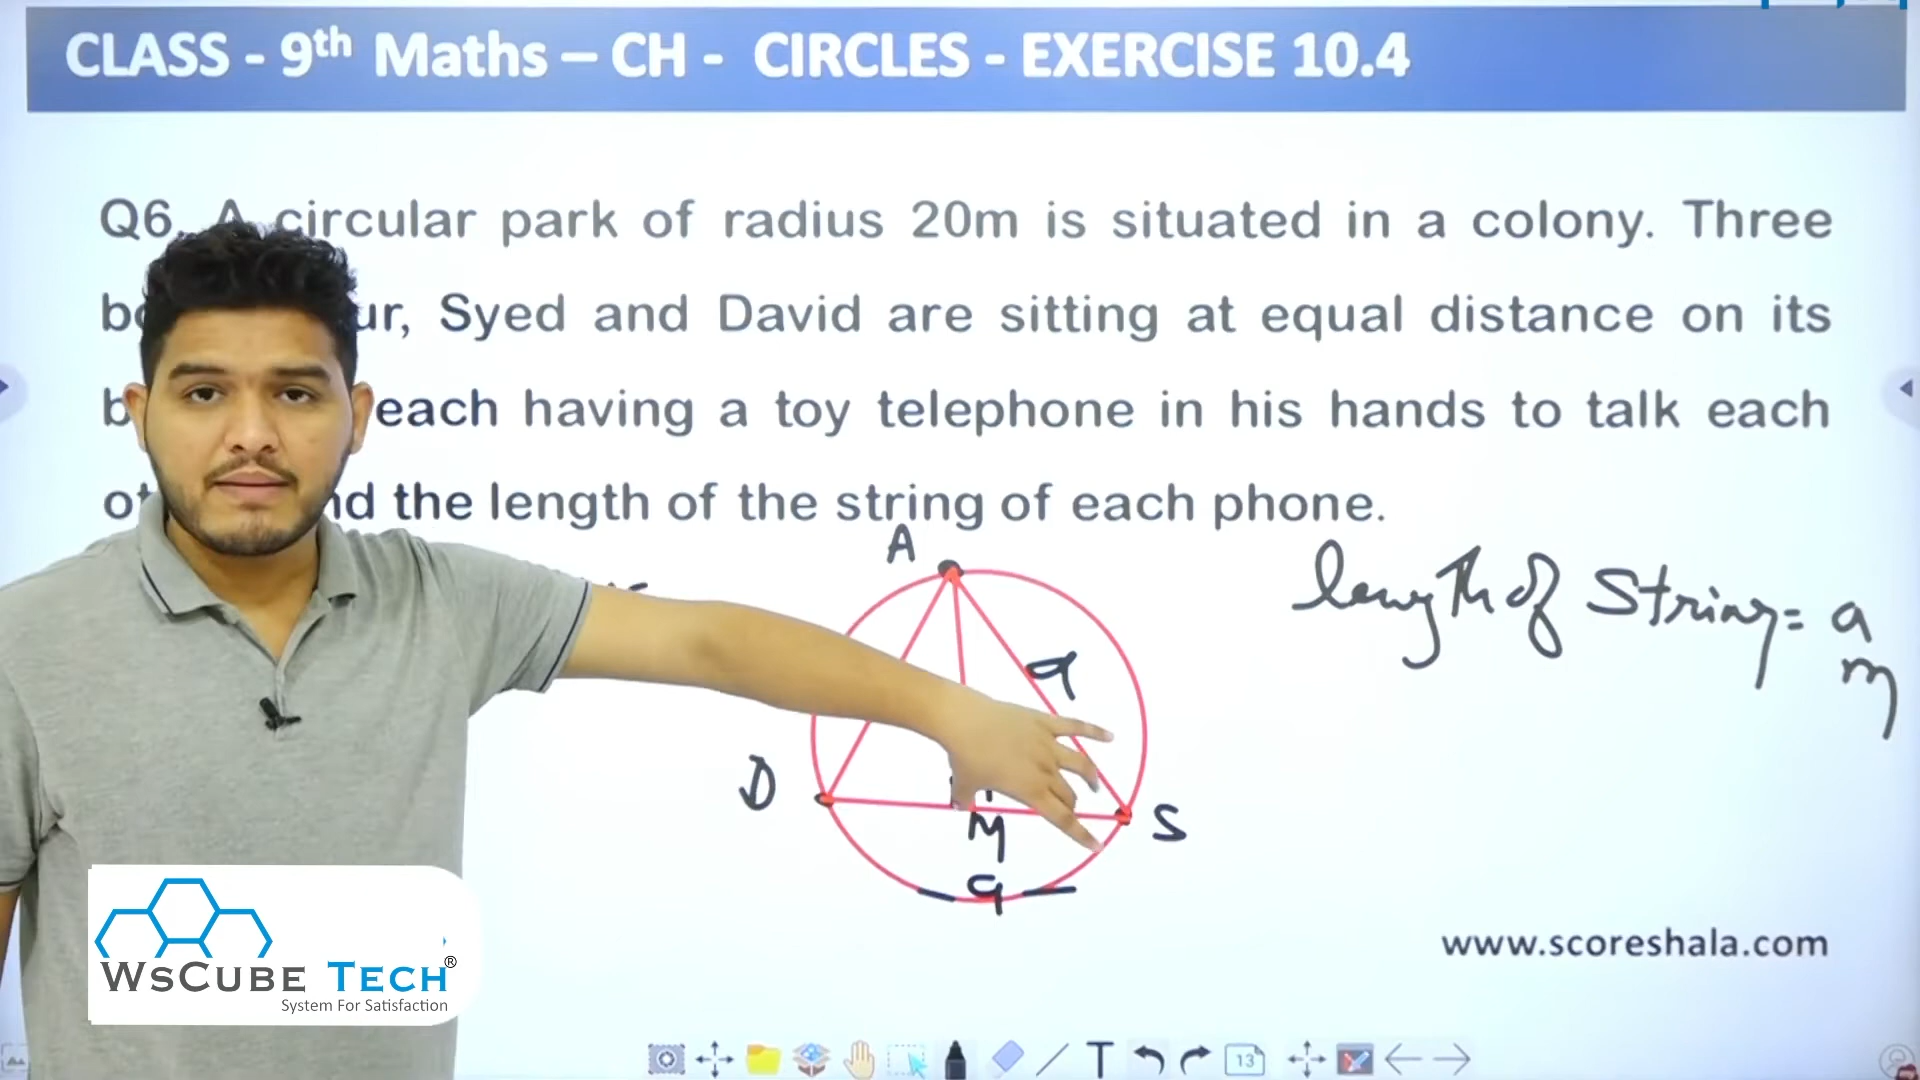 CLASS - 9th Maths – CH - CIRCLES - EXERCISE 10.4
Q6. A circular park of radius 20m is situated in a colony. Three
ur, Syed and David are sitting at equal distance on its
each having a toy telephone in his hands to talk each
the length of the string of each phone.
A
length of String = a
m
a
D
S
M
a
www.scoreshala.com
WSCUBE TECH®
System For Satisfaction
T
13